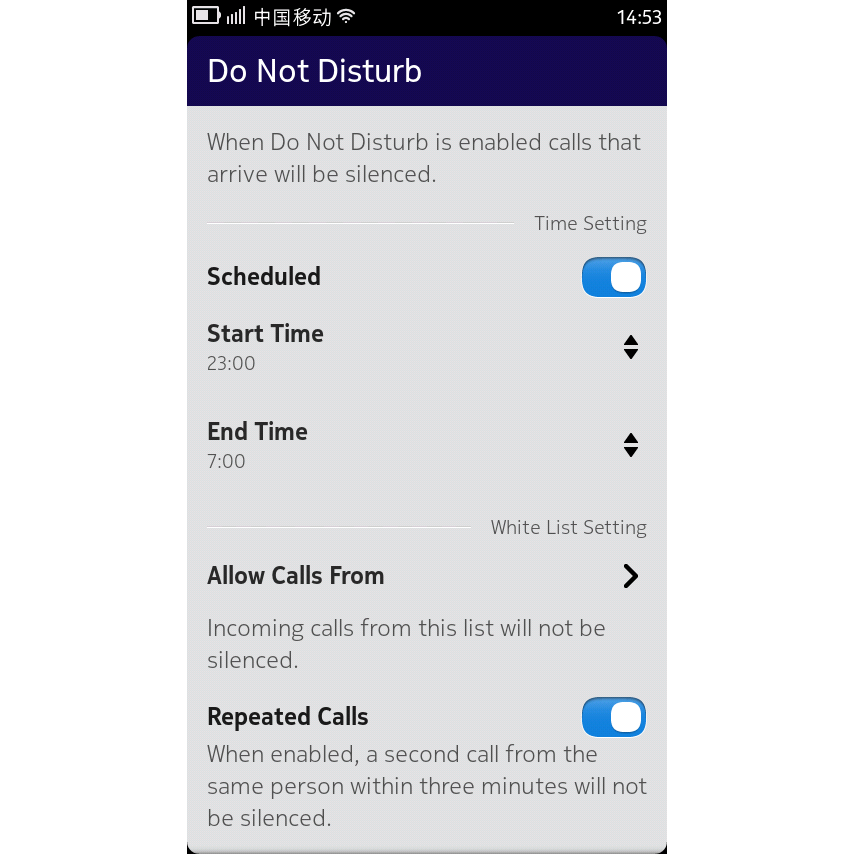 中国移动 14:53
Do Not Disturb
When Do Not Disturb is enabled calls that
arrive will be silenced.
Time Setting
Scheduled
Start Time
23:00
End Time
7:00
White List Setting
Allow Calls From
Incoming calls from this list will not be
silenced.
Repeated Calls
When enabled, a second call from the
same person within three minutes will not
be silenced.